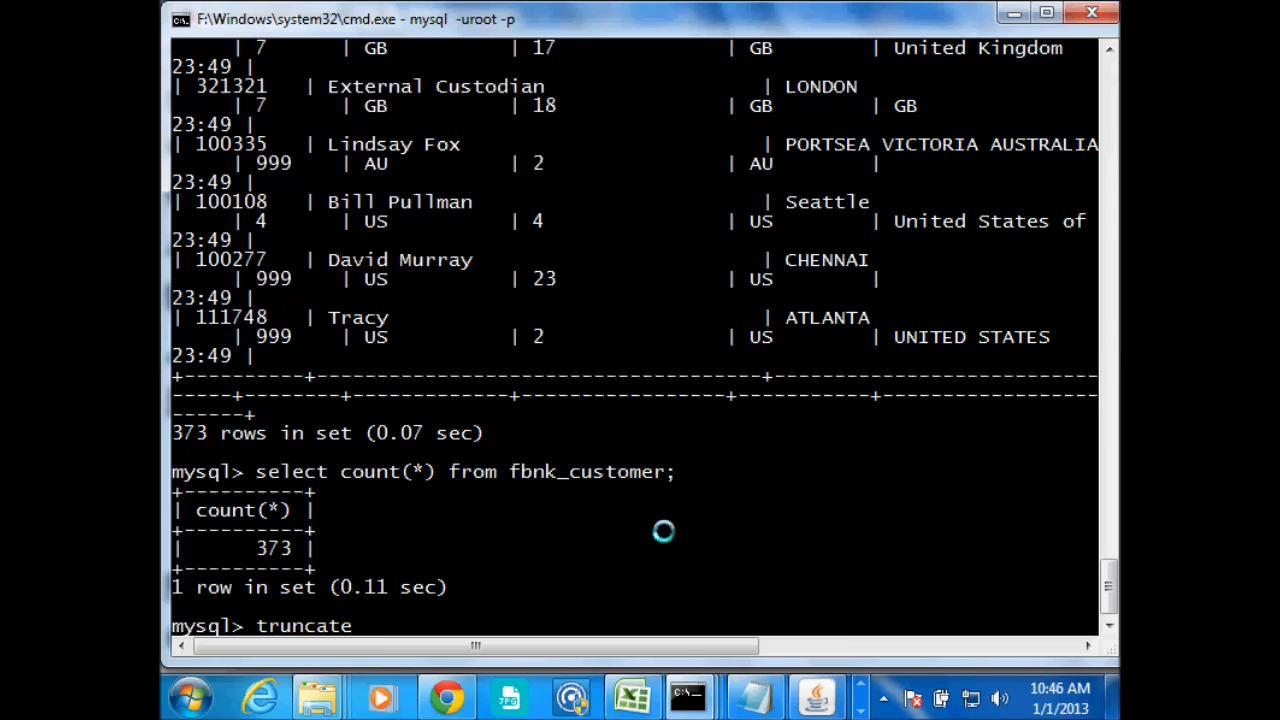 F:\Windows\system32\cmd.exe - mysql  -uroot -p
| 7 | GB | 17 | GB | United Kingdom
23:49 |
| 321321 | External Custodian | LONDON
| 7 | GB | 18 | GB | GB
23:49 |
| 100335 | Lindsay Fox | PORTSEA VICTORIA AUSTRALIA
| 999 | AU | 2 | AU |
23:49 |
| 100108 | Bill Pullman | Seattle
| 4 | US | 4 | US | United States of
23:49 |
| 100277 | David Murray | CHENNAI
| 999 | US | 23 | US |
23:49 |
| 111748 | Tracy | ATLANTA
| 999 | US | 2 | US | UNITED STATES
23:49 |
373 rows in set (0.07 sec)
mysql> select count(*) from fbnk_customer;
| count(*) |
| 373 |
1 row in set (0.11 sec)
mysql> truncate
JPG
C:\_
10:46 AM
1/1/2013